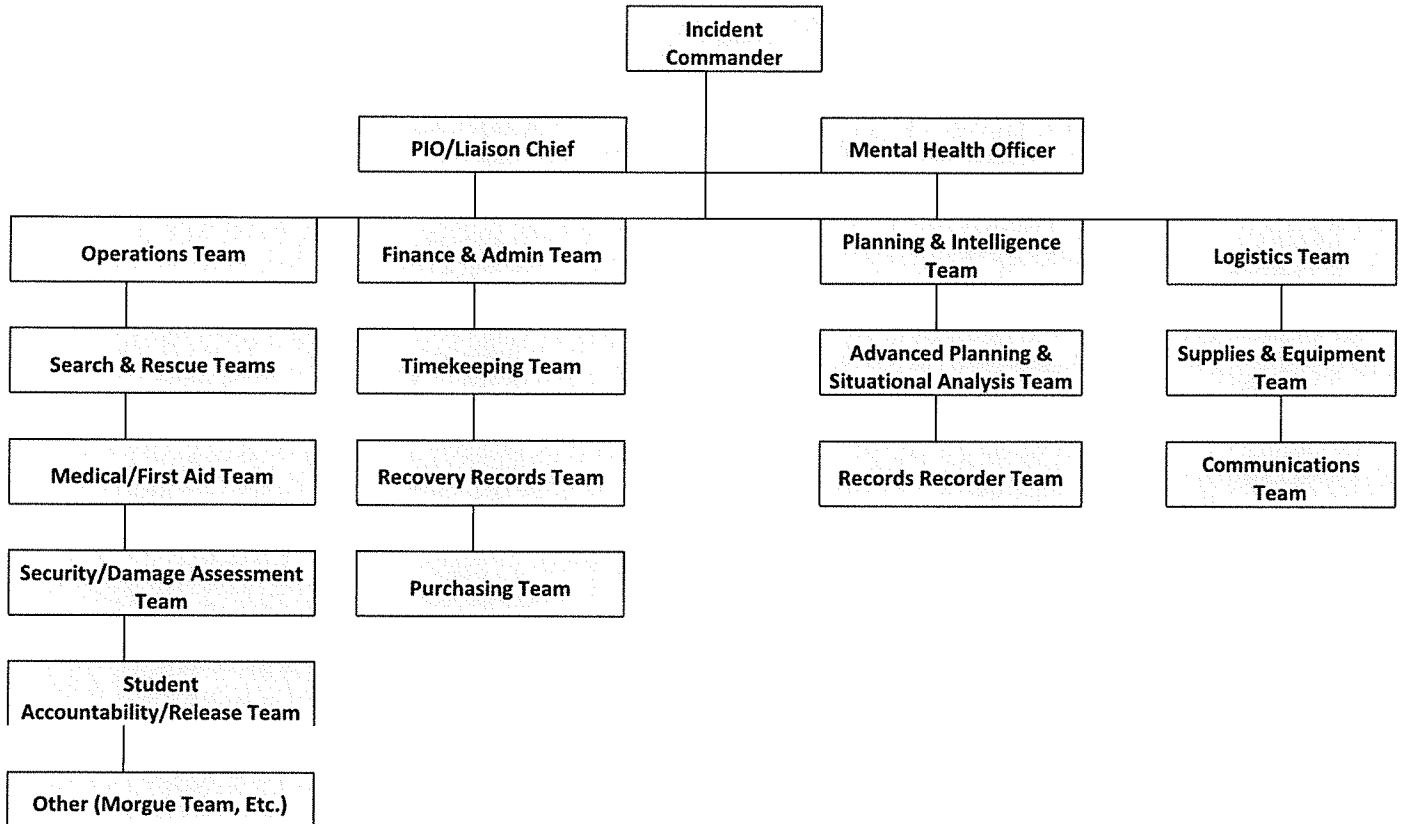 Incident
Commander
PIO/Liaison Chief
Mental Health Officer
Operations Team
Finance & Admin Team
Planning & Intelligence
Team
Logistics Team
Search & Rescue Teams
Timekeeping Team
Advanced Planning &
Situational Analysis Team
Supplies & Equipment
Team
Medical/First Aid Team
Recovery Records Team
Records Recorder Team
Communications
Team
Security/Damage Assessment
Team
Purchasing Team
Student
Accountability/Release Team
Other (Morgue Team, Etc.)